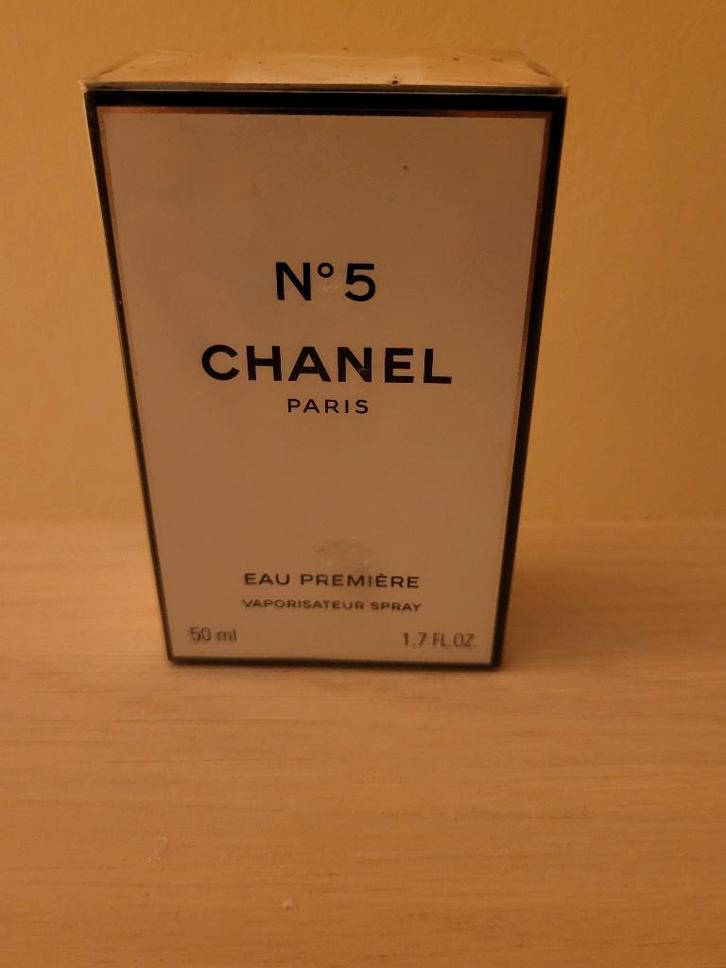 N°5
CHANEL
PARIS
EAU PREMIÈRE
VAPORISATEUR SPRAY
50 ml 1.7 FL.OZ.